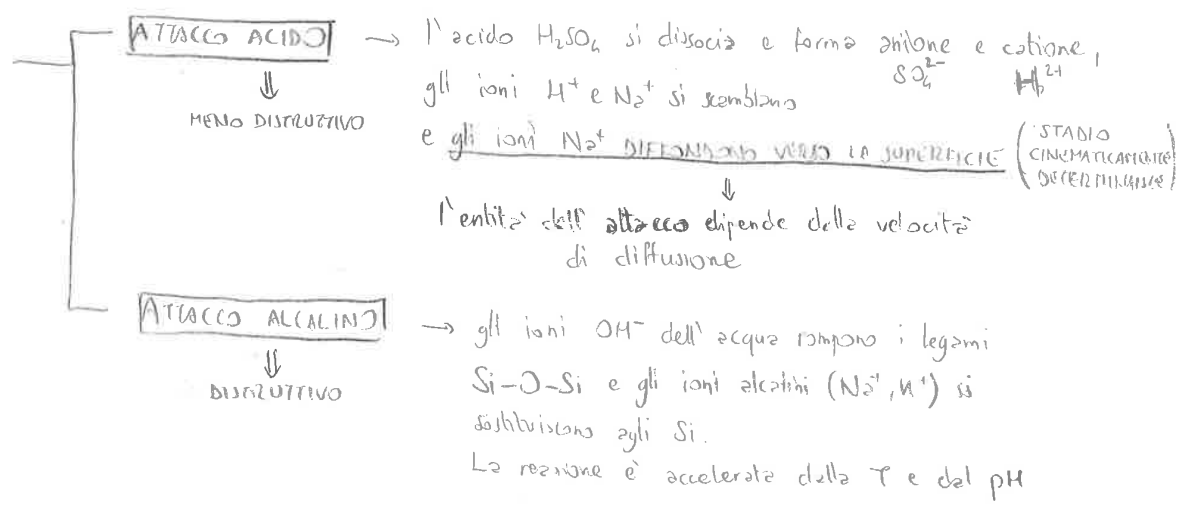 ATTACCO ACIDO → l'acido H₂SO₄ si dissocia e forma anione e catione,
SO₄²⁻ H²⁺
⇓ gli ioni H⁺ e Na⁺ si scambiano
MENO DISTRUTTIVO
e gli ioni Na⁺ DIFFONDONO VERSO LA SUPERFICIE (STADIO
CINEMATICAMENTE
DETERMINANTE)
⇓
l'entità dell'attacco dipende dalla velocità
di diffusione
ATTACCO ALCALINO → gli ioni OH⁻ dell'acqua rompono i legami
⇓
DISTRUTTIVO
Si-O-Si e gli ioni alcalini (Na⁺, K⁺) si
sostituiscono agli Si.
La reazione è accelerata dalla T e dal pH